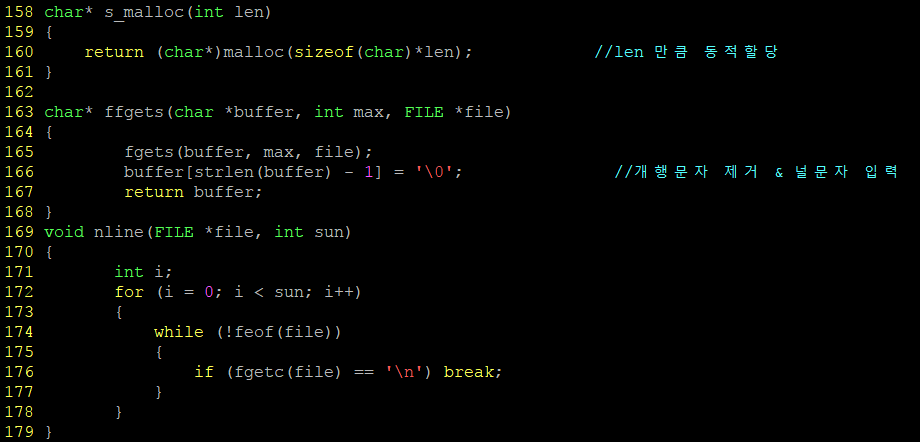 158 char* s_malloc(int len)
159 {
160     return (char*)malloc(sizeof(char)*len);            //len 만큼 동적할당
161 }
162
163 char* ffgets(char *buffer, int max, FILE *file)
164 {
165         fgets(buffer, max, file);
166         buffer[strlen(buffer) - 1] = '\0';               //개행문자 제거 & 널문자 입력
167         return buffer;
168 }
169 void nline(FILE *file, int sun)
170 {
171        int i;
172        for (i = 0; i < sun; i++)
173        {
174            while (!feof(file))
175            {
176                if (fgetc(file) == '\n') break;
177            }
178        }
179 }